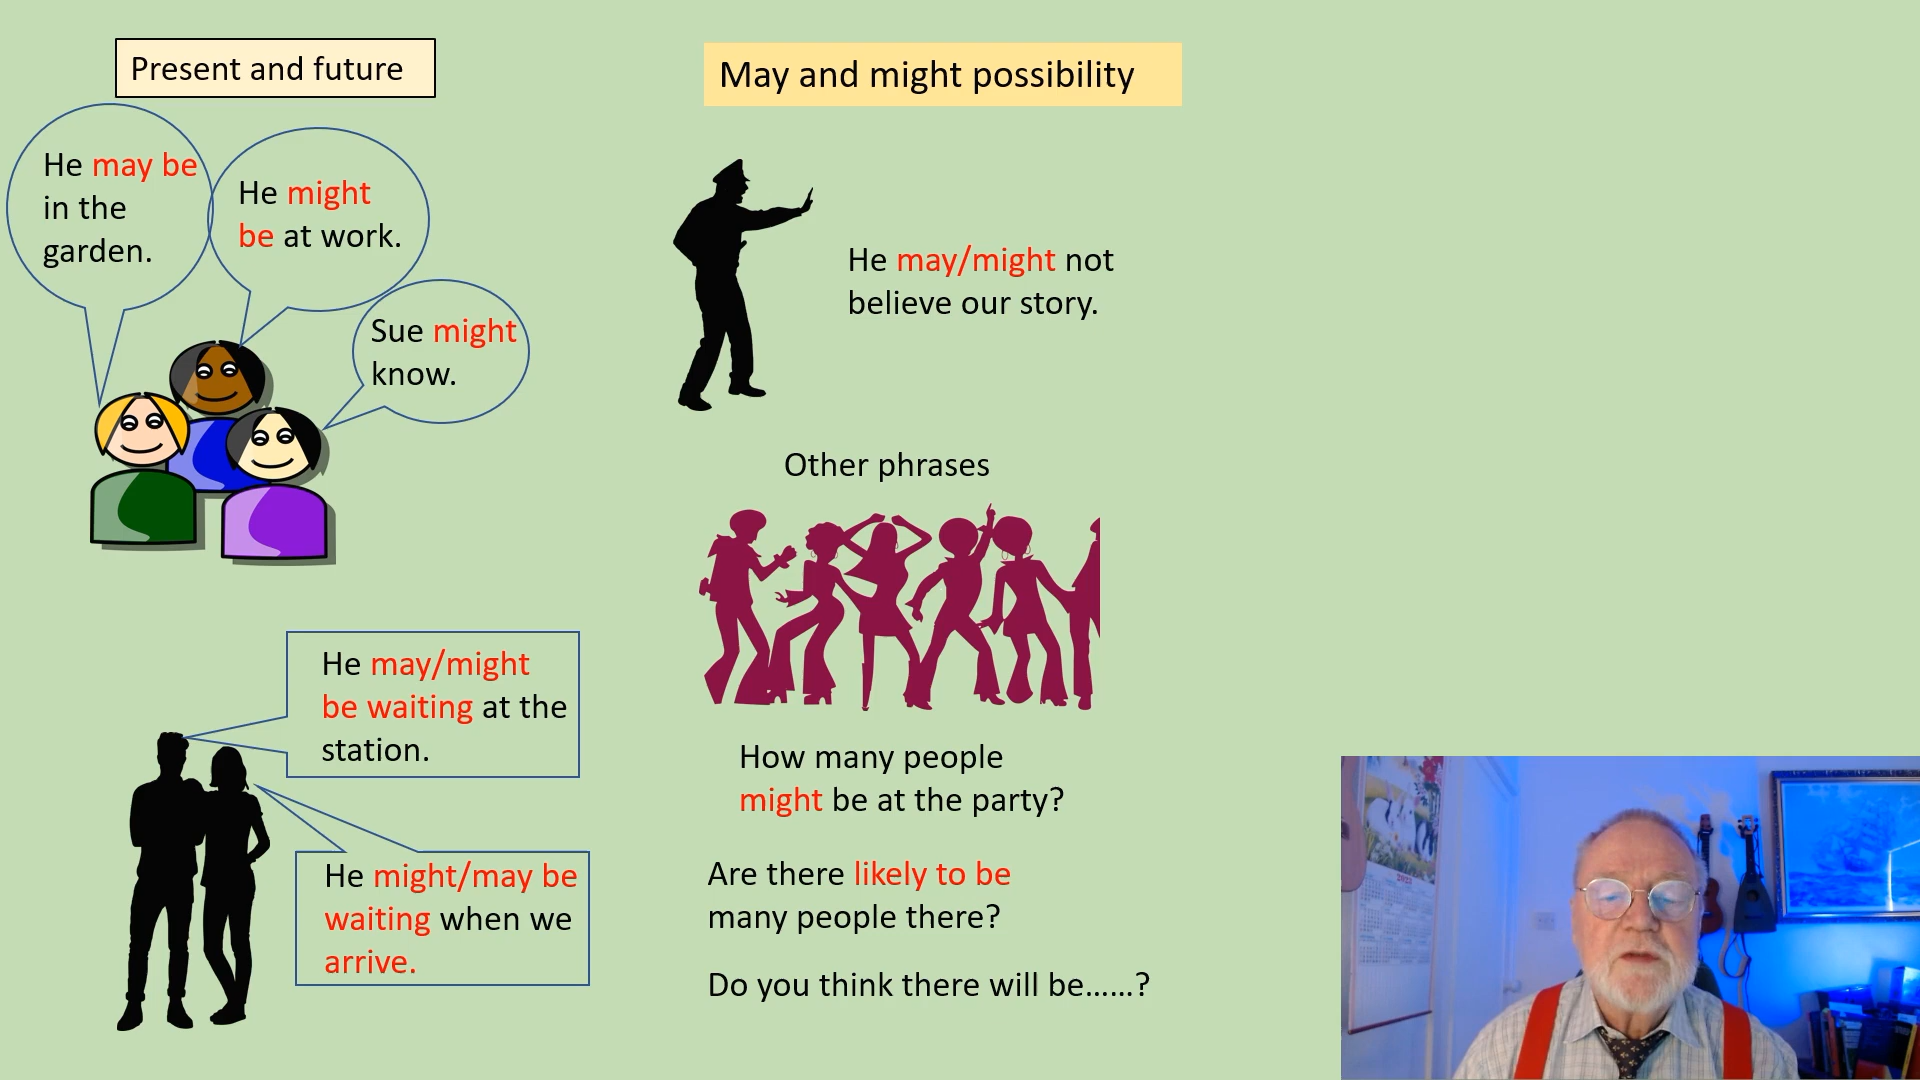 Present and future
He may be
in the
garden.
He might
be at work.
Sue might
know.
He may/might
be waiting at the
station.
He might/may be
waiting when we
arrive.
May and might possibility
He may/might not
believe our story.
Other phrases
How many people
might be at the party?
Are there likely to be
many people there?
Do you think there will be……?